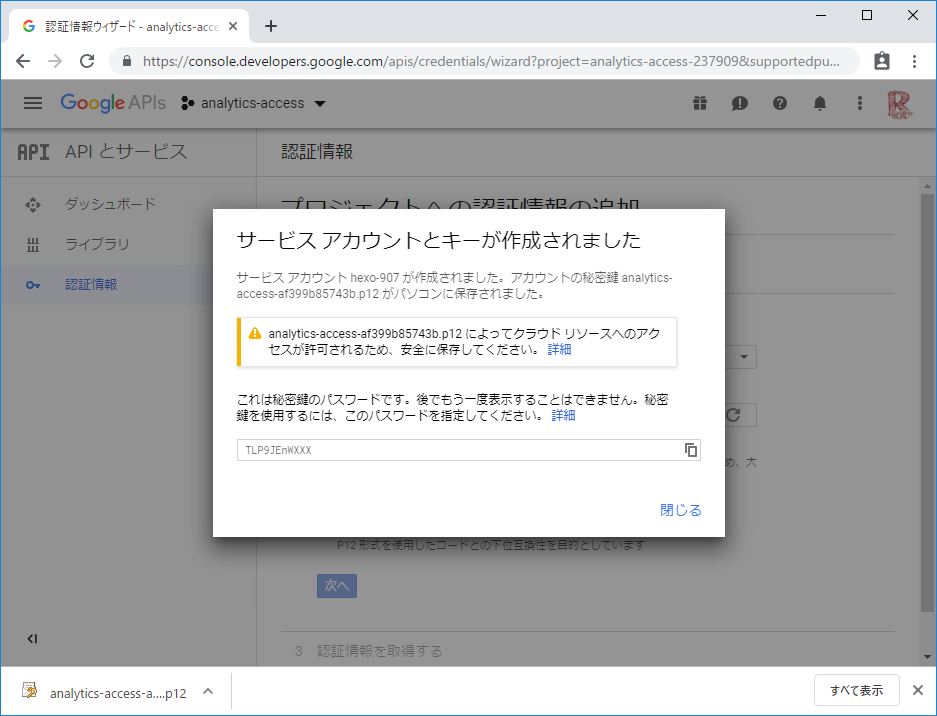 認証情報ウィザード - analytics-acce
https://console.developers.google.com/apis/credentials/wizard?project=analytics-access-237909&supportedpu...
Google APIs analytics-access
API API とサービス 認証情報
ダッシュボード
プロジェクトへの認証情報の追加
ライブラリ
認証情報
サービス アカウントとキーが作成されました
サービス アカウント hexo-907 が作成されました。アカウントの秘密鍵 analytics-
access-af399b85743b.p12 がパソコンに保存されました。
analytics-access-af399b85743b.p12 によってクラウド リソースへのアク
セスが許可されるため、安全に保存してください。 詳細
これは秘密鍵のパスワードです。後でもう一度表示することはできません。秘密
鍵を使用するには、このパスワードを指定してください。 詳細
TLP9JEnWXXX
め、大
閉じる
P12 形式を使用したコードとの下位互換性を目的としています
次へ
3 認証情報を取得する
analytics-access-a....p12
すべて表示